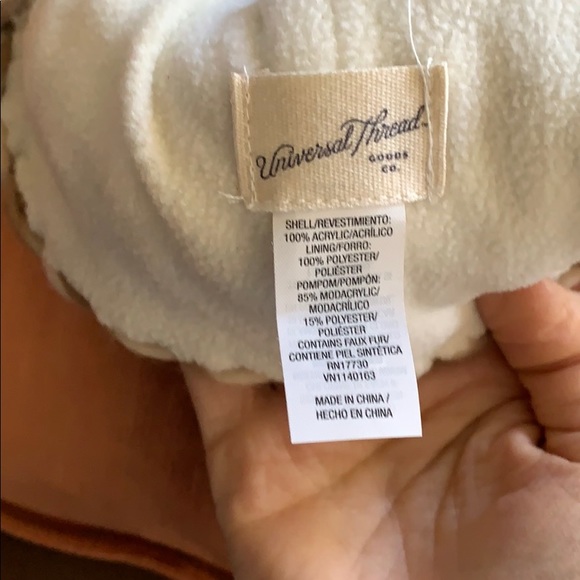 Universal Thread
GOODS
CO.
SHELL/REVESTIMIENTO:
100% ACRYLIC/ACRÍLICO
LINING/FORRO:
100% POLYESTER/
POLIÉSTER
POMPOM/POMPÓN:
85% MODACRYLIC/
MODACRÍLICO
15% POLYESTER/
POLIÉSTER
CONTAINS FAUX FUR/
CONTIENE PIEL SINTÉTICA
RN17730
VN1140163
MADE IN CHINA /
HECHO EN CHINA